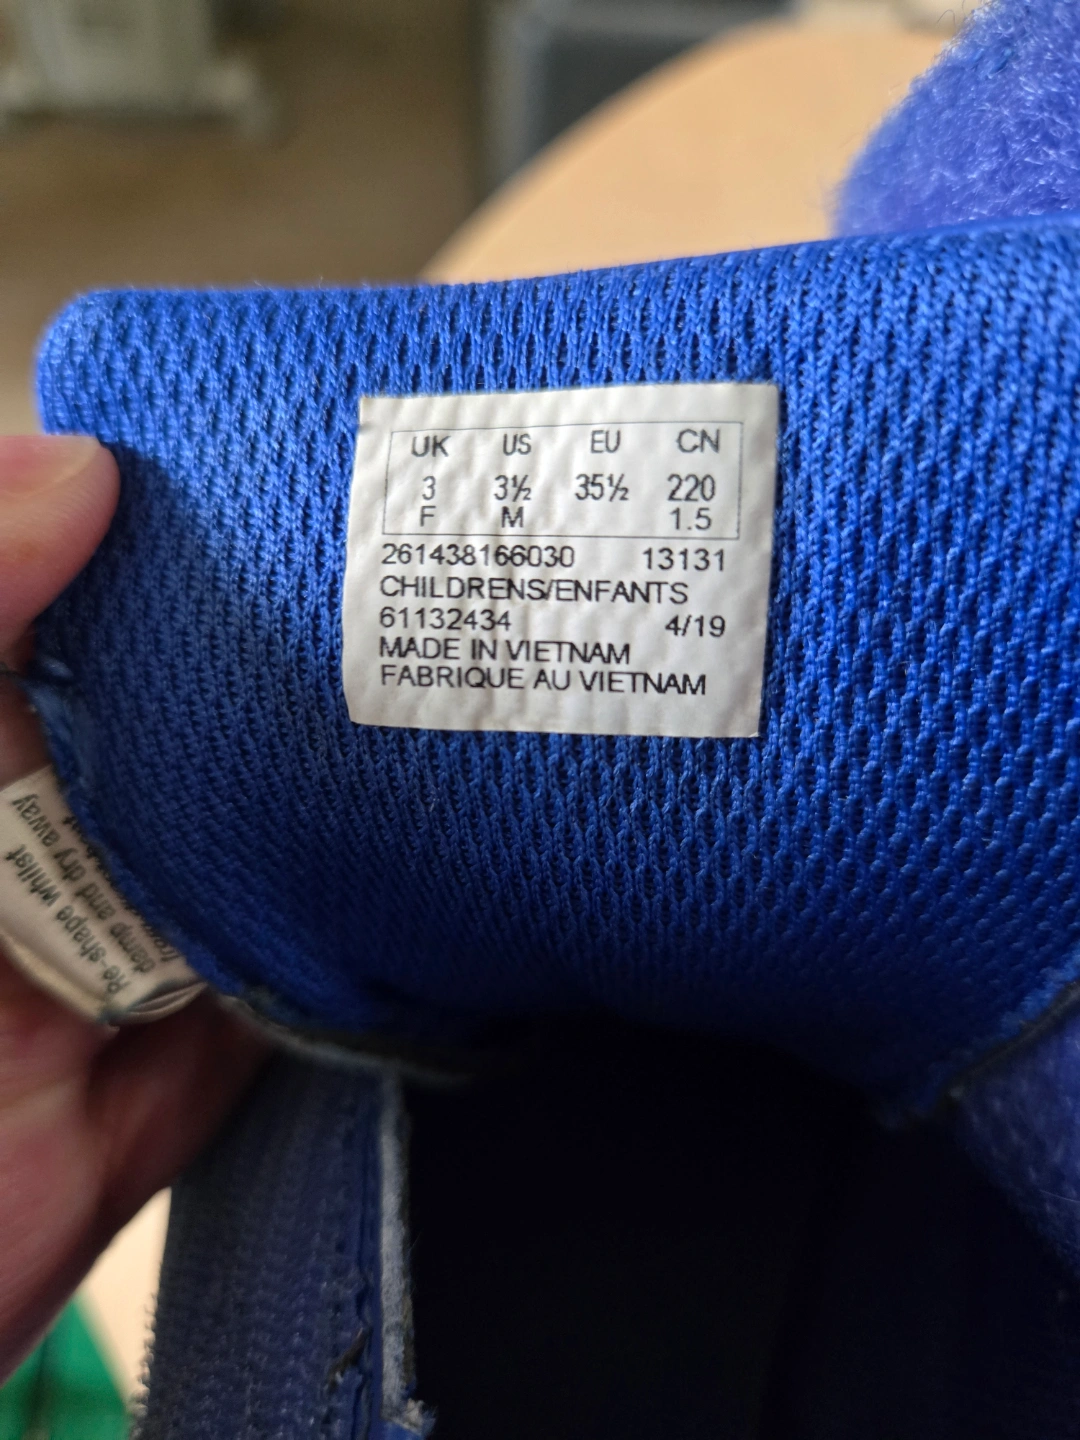 UK US EU CN
3 3½ 35½ 220
F M 1.5
261438166030 13131
CHILDRENS/ENFANTS
61132434 4/19
MADE IN VIETNAM
FABRIQUE AU VIETNAM
Re-shape whilst
damp and dry away